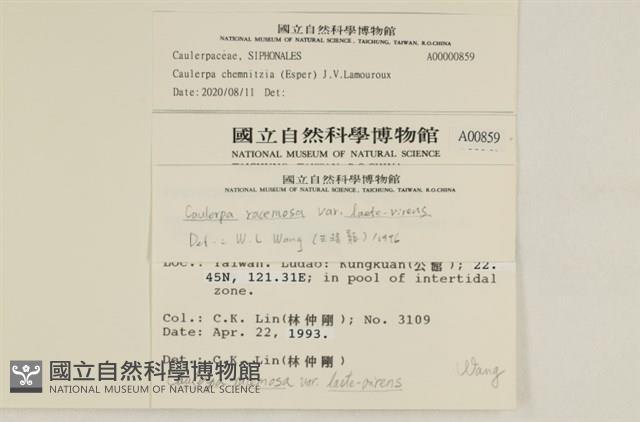 國立自然科學博物館
NATIONAL MUSEUM OF NATURAL SCIENCE, TAICHUNG, TAIWAN, R.O.CHINA
Caulerpaceae, SIPHONALES A00000859
Caulerpa chemnitzia (Esper) J.V.Lamouroux
Date:2020/08/11 Det:
國立自然科學博物館 A00859
NATIONAL MUSEUM OF NATURAL SCIENCE
國立自然科學博物館
NATIONAL MUSEUM OF NATURAL SCIENCE, TAICHUNG, TAIWAN, R.O.CHINA
Caulerpa racemosa var. laete-virens
Det.: W. L Wang (王 ) 1996
Loc.: Taiwan. Ludao: Kungkuan(公館); 22.
45N, 121.31E; in pool of intertidal
zone.
Col.: C.K. Lin(林仲剛); No. 3109
Date: Apr. 22, 1993.
Det.: C.K. Lin(林仲剛)
Caulerpa racemosa var. laete-virens Wang
國立自然科學博物館
NATIONAL MUSEUM OF NATURAL SCIENCE